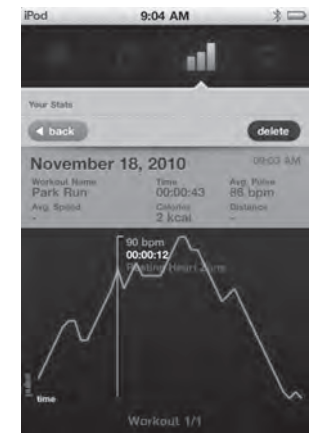 iPod 9:04 AM
Your Stats
back delete
November 18, 2010 09:03 AM
Workout Name Time Avg. Pulse
Park Run 00:00:43 86 bpm
Avg. Speed Calories Distance
- 2 kcal -
90 bpm
00:00:12
Resting Heart Zone
pulse
time
Workout 1/1